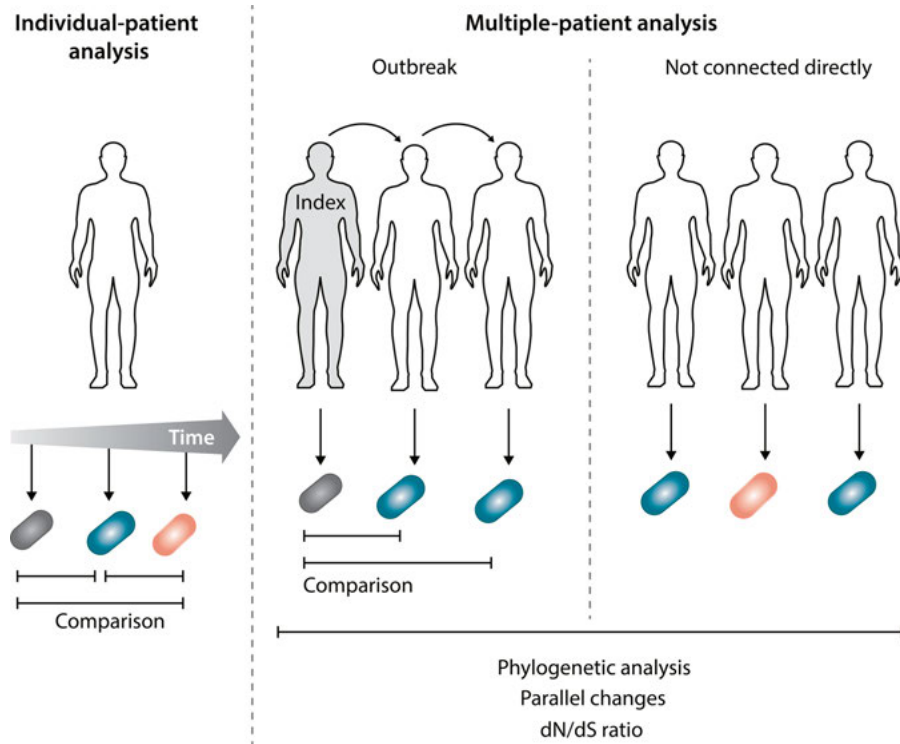 Individual-patient
analysis
Time
Comparison
Multiple-patient analysis
Outbreak
Index
Comparison
Not connected directly
Phylogenetic analysis
Parallel changes
dN/dS ratio